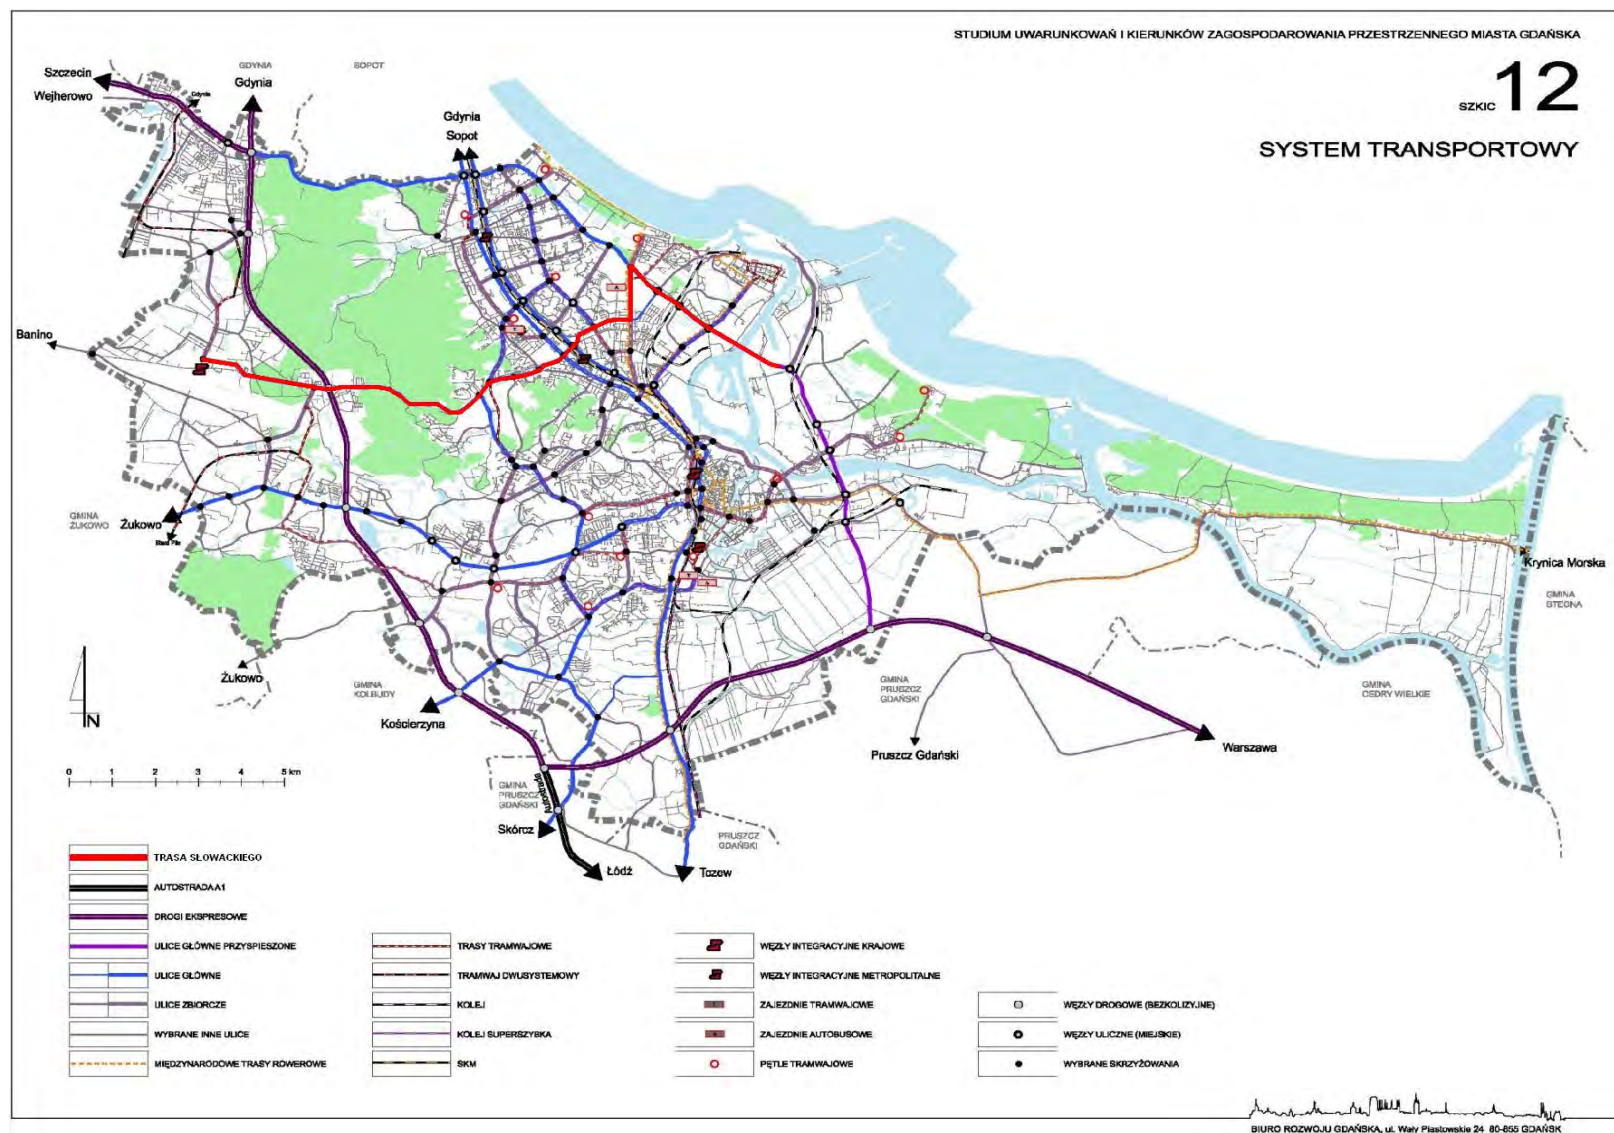 STUDIUM UWARUNKOWAŃ I KIERUNKÓW ZAGOSPODAROWANIA PRZESTRZENNEGO MIASTA GDAŃSKA
SZKIC 12
SYSTEM TRANSPORTOWY
GDYNIA
SOPOT
Szczecin
Gdynia
Wejherowo
Gdynia
Gdynia
Sopot
Banino
GMINA
ŻUKOWO
Żukowo
Krynica Morska
GMINA
STEGNA
Żukowo
GMINA
KOLBUDY
Kościerzyna
GMINA
PRUSZCZ
GDAŃSKI
GMINA
CEDRY WIELKIE
Pruszcz Gdański
Warszawa
N
0 1 2 3 4 5 km
GMINA
PRUSZCZ
GDAŃSKI
Autostrada
Skórcz
PRUSZCZ
GDAŃSKI
Łódź
Tczew
TRASA SŁOWACKIEGO
AUTOSTRADA A1
DROGI EKSPRESOWE
ULICE GŁÓWNE PRZYSPIESZONE
ULICE GŁÓWNE
ULICE ZBIORCZE
WYBRANE INNE ULICE
MIĘDZYNARODOWE TRASY ROWEROWE
TRASY TRAMWAJOWE
TRAMWAJ DWUSYSTEMOWY
KOLEJ
KOLEJ SUPERSZYBKA
SKM
WĘZŁY INTEGRACYJNE KRAJOWE
WĘZŁY INTEGRACYJNE METROPOLITALNE
ZAJEZDNIE TRAMWAJOWE
ZAJEZDNIE AUTOBUSOWE
PĘTLE TRAMWAJOWE
WĘZŁY DROGOWE (BEZKOLIZYJNE)
WĘZŁY ULICZNE (MIEJSKIE)
WYBRANE SKRZYŻOWANIA
BIURO ROZWOJU GDAŃSKA, ul. Wały Piastowskie 24 80-855 GDAŃSK